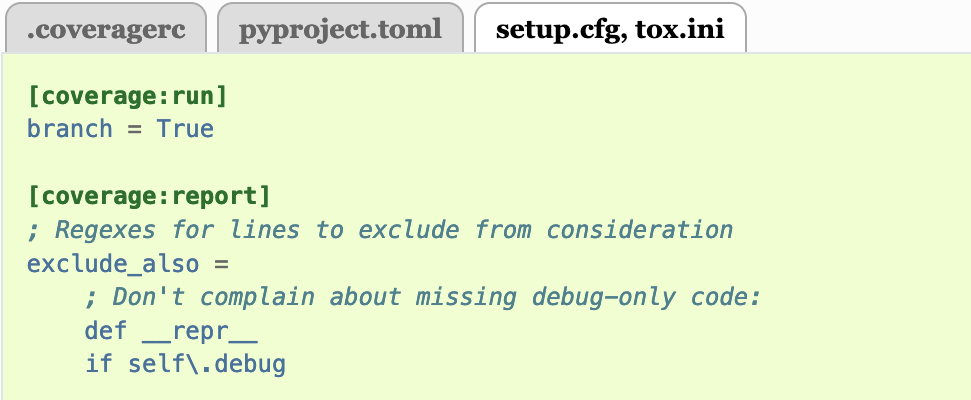 .coveragerc pyproject.toml setup.cfg, tox.ini
[coverage:run]
branch = True
[coverage:report]
; Regexes for lines to exclude from consideration
exclude_also =
; Don't complain about missing debug-only code:
def __repr__
if self\.debug